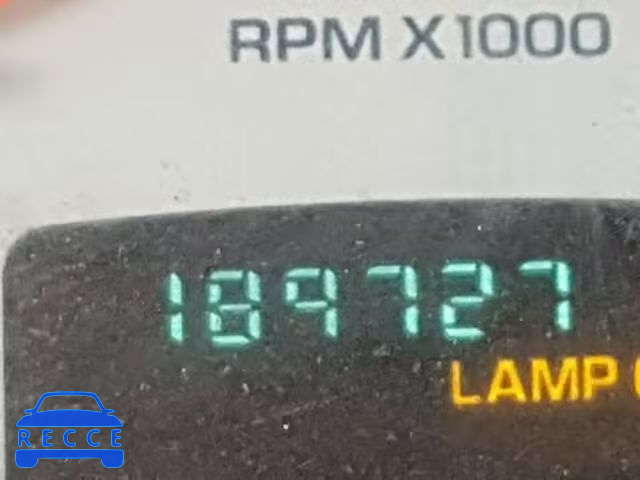 RPM X1000
189727
LAMP
RECCE